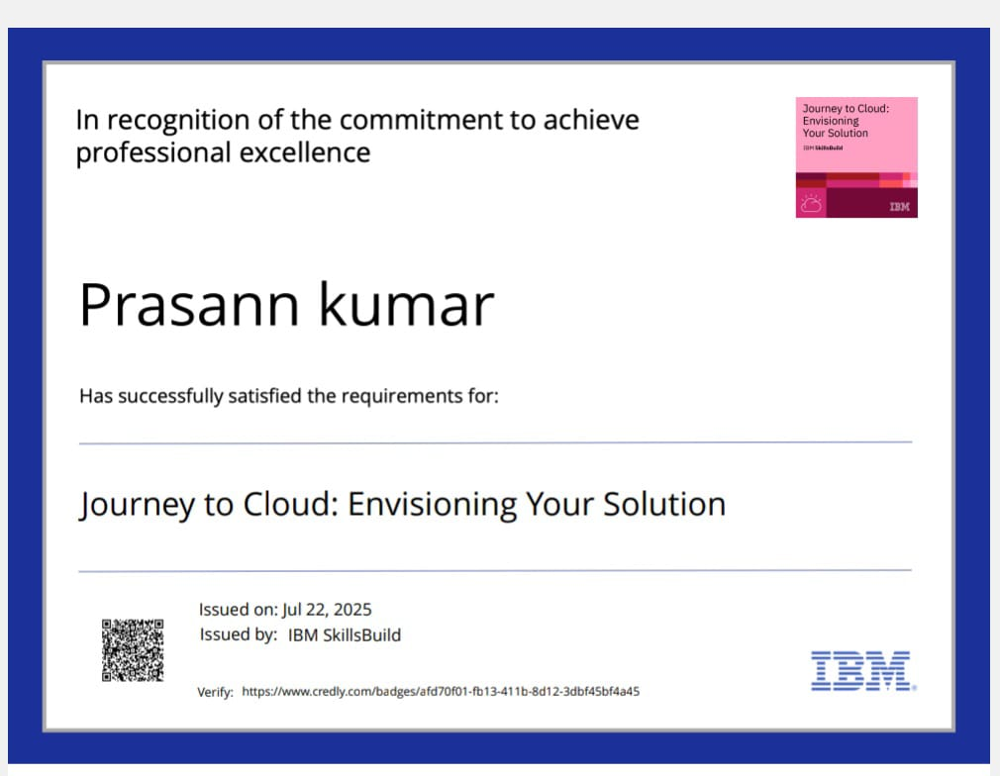 In recognition of the commitment to achieve
professional excellence
Journey to Cloud:
Envisioning
Your Solution
IBM SkillsBuild
IBM
Prasann kumar
Has successfully satisfied the requirements for:
Journey to Cloud: Envisioning Your Solution
Issued on: Jul 22, 2025
Issued by: IBM SkillsBuild
Verify: https://www.credly.com/badges/afd70f01-fb13-411b-8d12-3dbf45bf4a45
IBM®